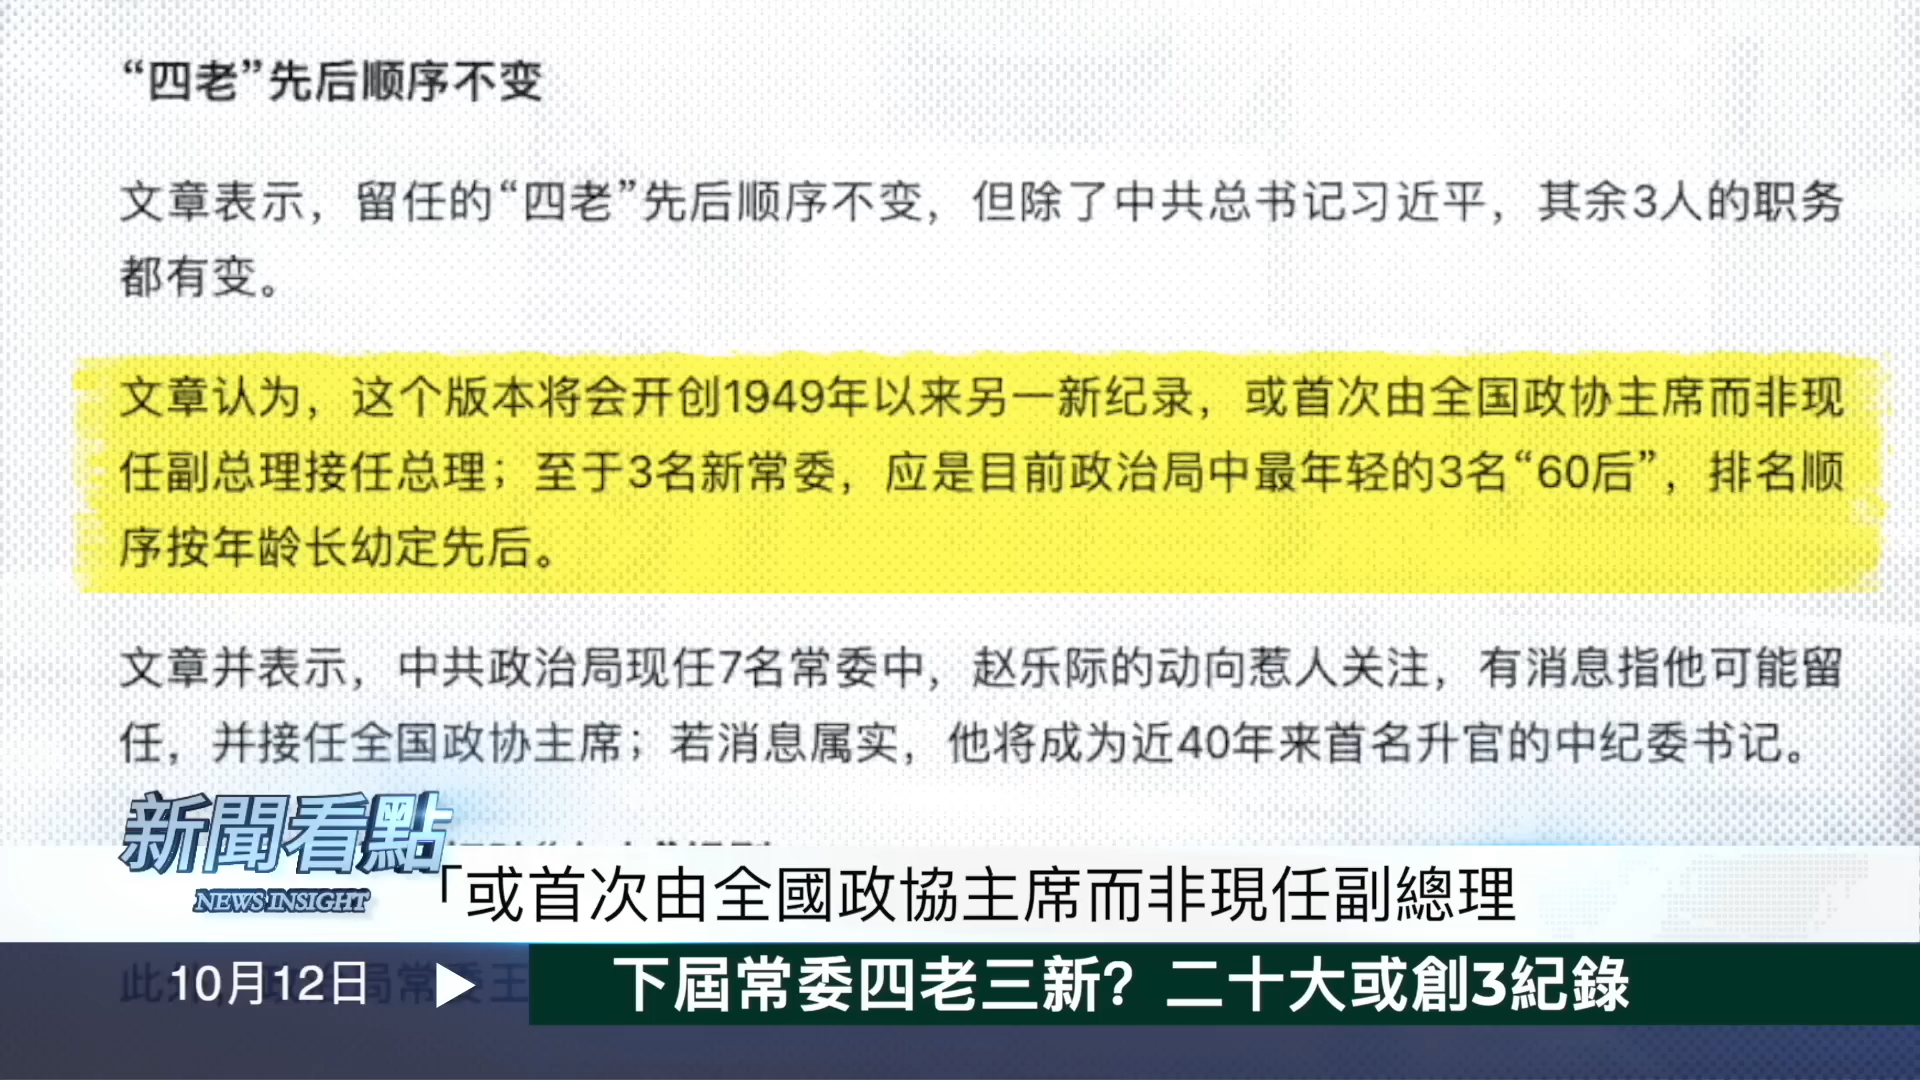 “四老”先后顺序不变
文章表示，留任的“四老”先后顺序不变，但除了中共总书记习近平，其余3人的职务
都有变。
文章认为，这个版本将会开创1949年以来另一新纪录，或首次由全国政协主席而非现
任副总理接任总理；至于3名新常委，应是目前政治局中最年轻的3名“60后”，排名顺
序按年龄长幼定先后。
文章并表示，中共政治局现任7名常委中，赵乐际的动向惹人关注，有消息指他可能留
任，并接任全国政协主席；若消息属实，他将成为近40年来首名升官的中纪委书记。
新聞看點
NEWS INSIGHT
「或首次由全國政協主席而非現任副總理
10月12日
下屆常委四老三新？二十大或創3紀錄